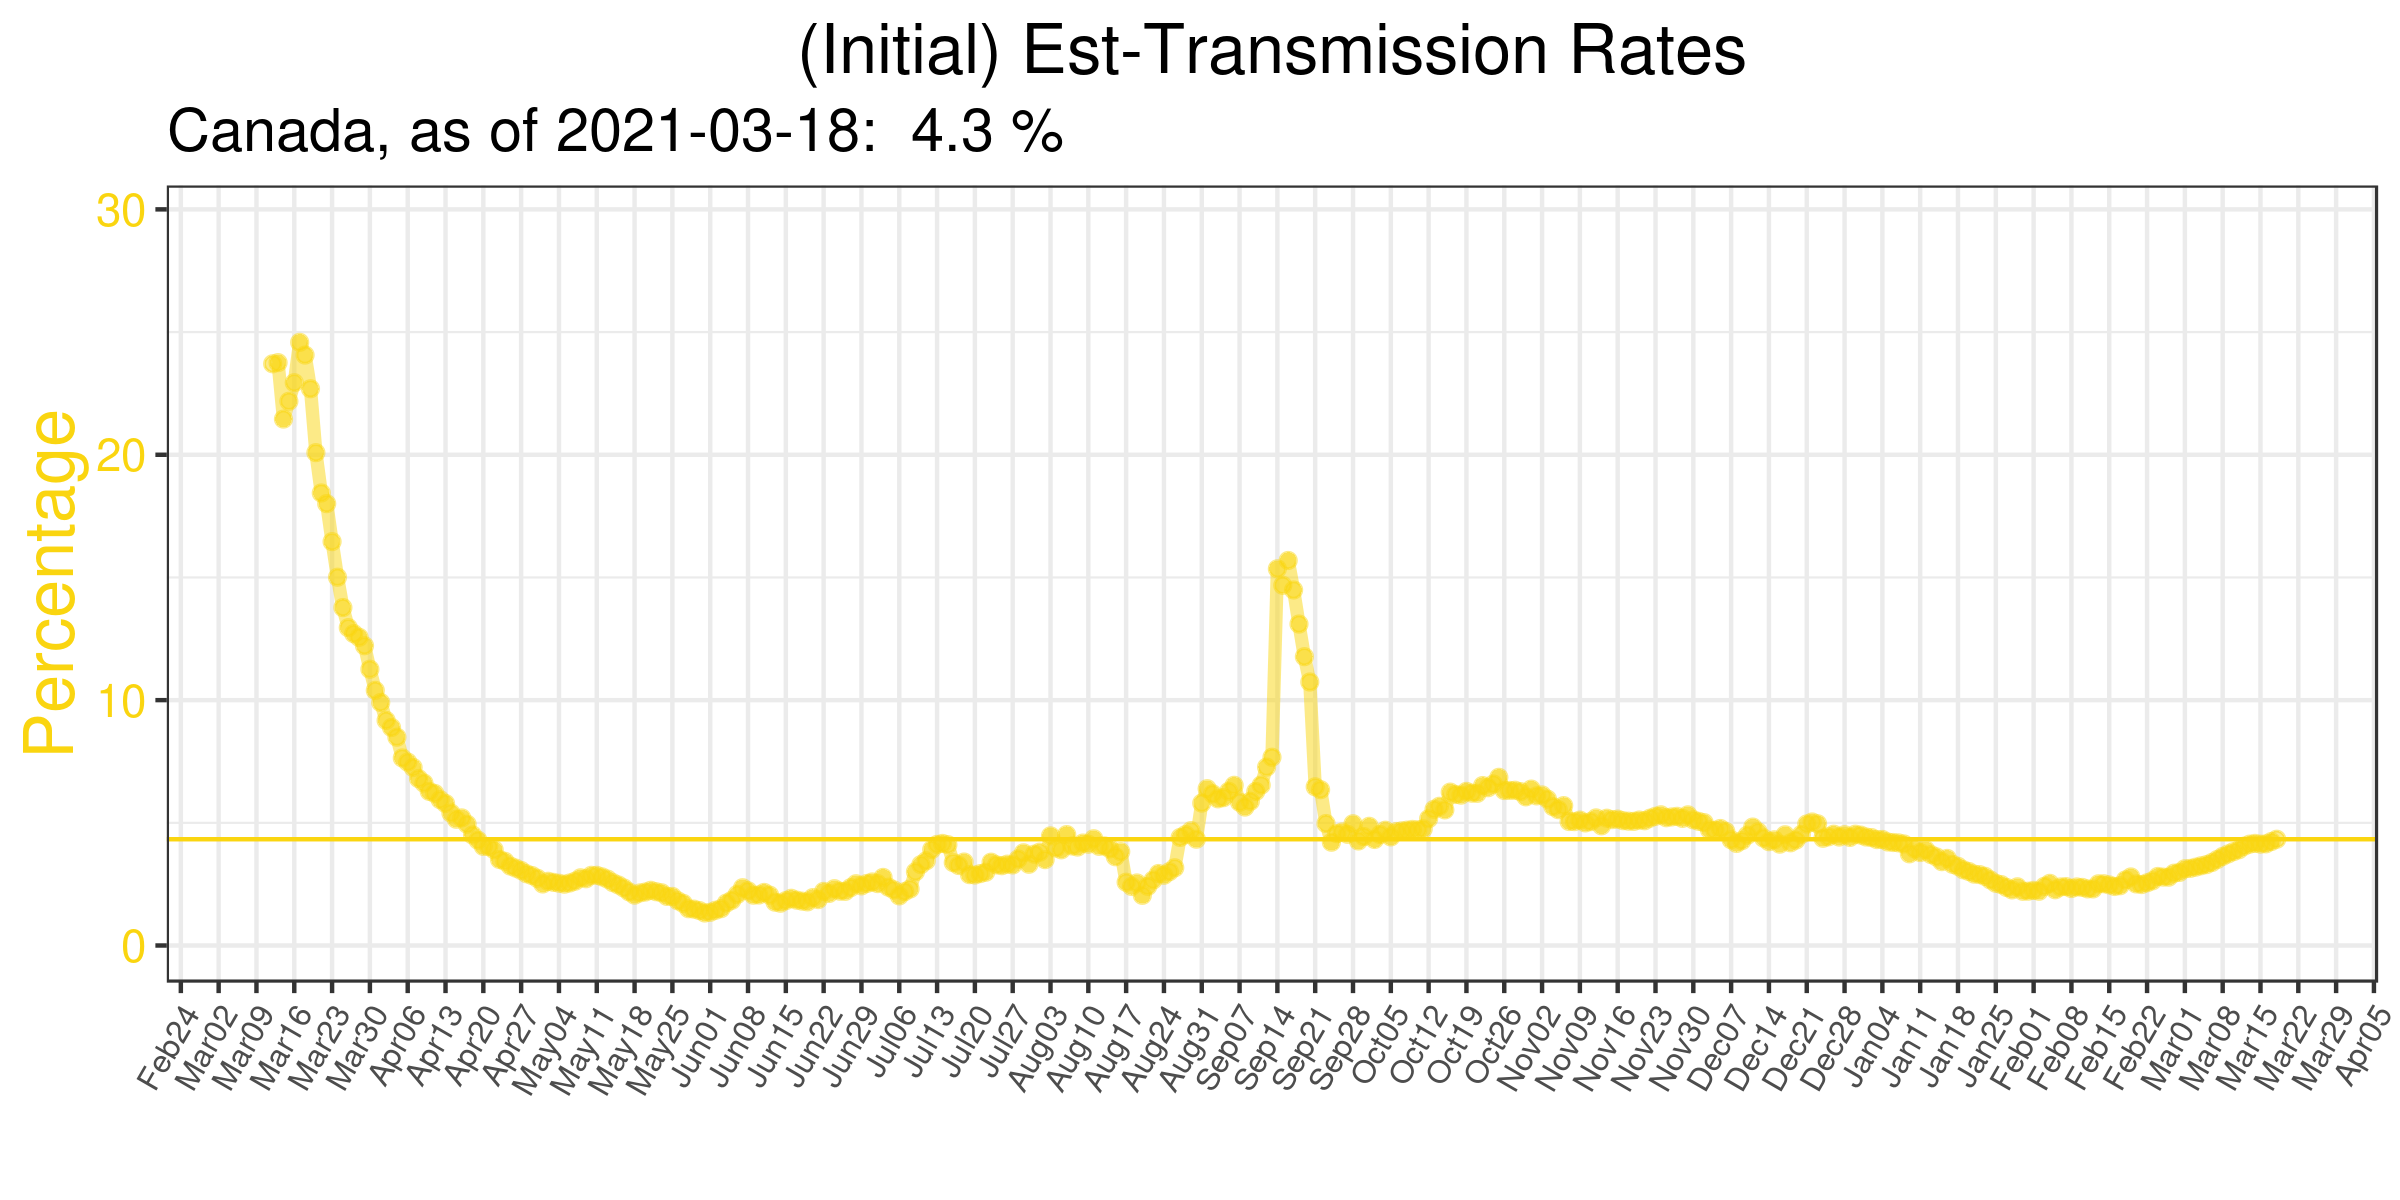 (Initial) Est-Transmission Rates
Canada, as of 2021-03-18:  4.3 %
Percentage
30
20
10
0
Feb24
Mar02
Mar09
Mar16
Mar23
Mar30
Apr06
Apr13
Apr20
Apr27
May04
May11
May18
May25
Jun01
Jun08
Jun15
Jun22
Jun29
Jul06
Jul13
Jul20
Jul27
Aug03
Aug10
Aug17
Aug24
Aug31
Sep07
Sep14
Sep21
Sep28
Oct05
Oct12
Oct19
Oct26
Nov02
Nov09
Nov16
Nov23
Nov30
Dec07
Dec14
Dec21
Dec28
Jan04
Jan11
Jan18
Jan25
Feb01
Feb08
Feb15
Feb22
Mar01
Mar08
Mar15
Mar22
Mar29
Apr05